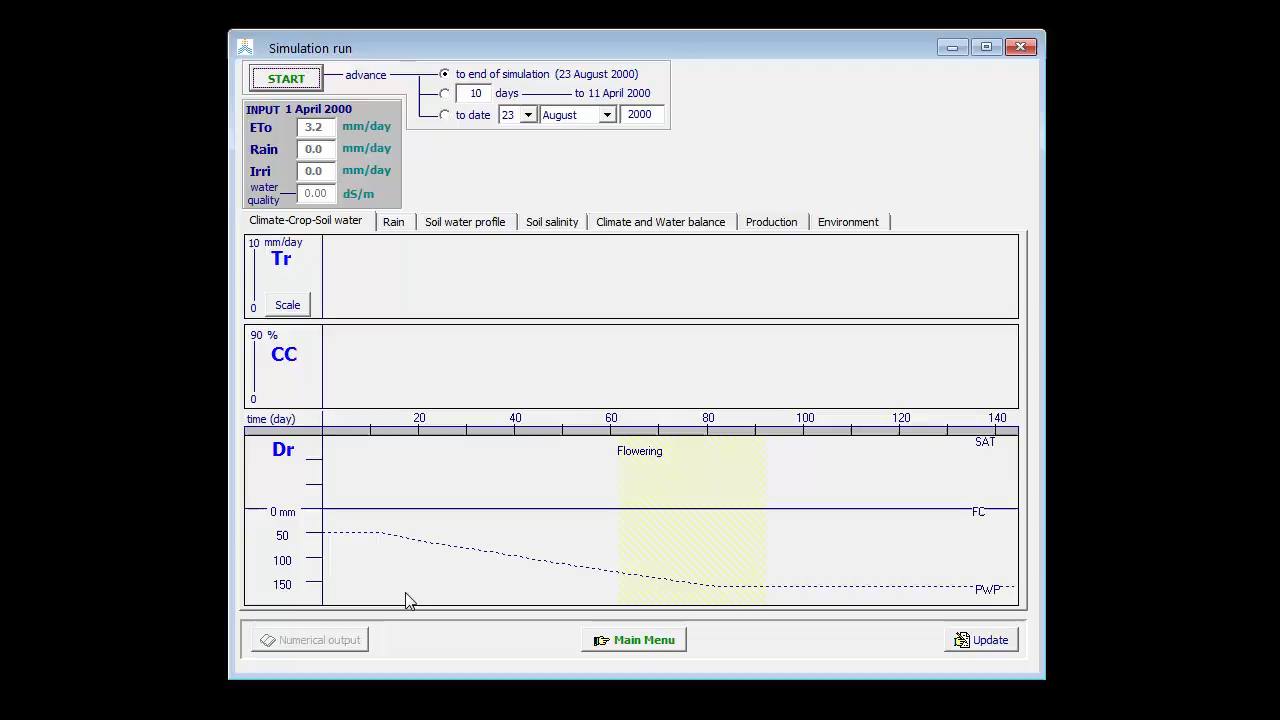 Simulation run
START advance to end of simulation (23 August 2000)
10 days to 11 April 2000
to date 23 August 2000
INPUT 1 April 2000
ETo 3.2 mm/day
Rain 0.0 mm/day
Irri 0.0 mm/day
water quality 0.00 dS/m
Climate-Crop-Soil water Rain Soil water profile Soil salinity Climate and Water balance Production Environment
10 mm/day
Tr
0 Scale
90 %
CC
0
time (day) 20 40 60 80 100 120 140
Dr SAT
Flowering
0 mm FC
50
100
150 PWP
Numerical output Main Menu Update